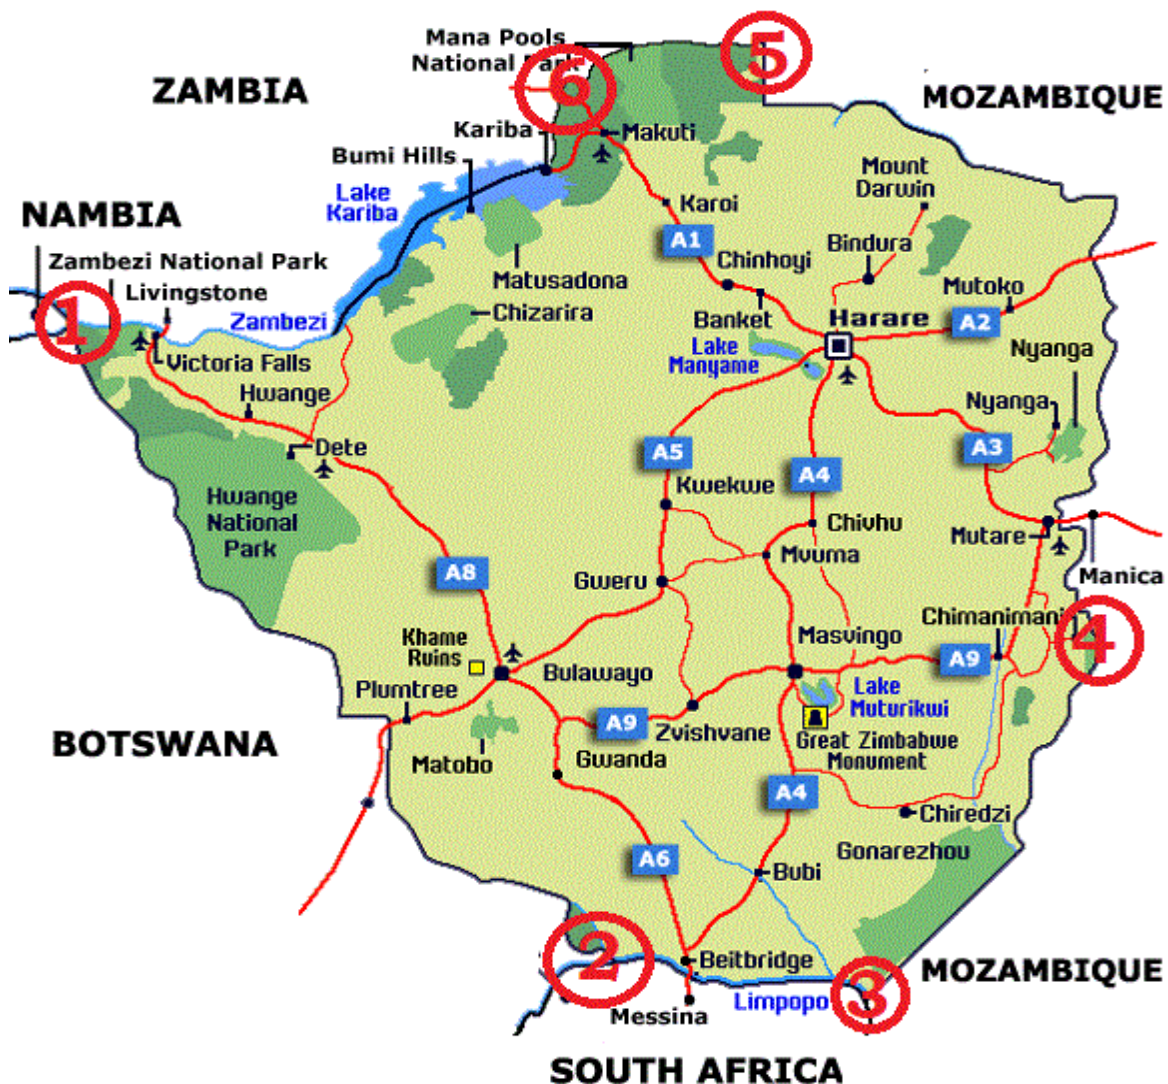 Mana Pools
National Park
5
ZAMBIA
6
MOZAMBIQUE
Kariba
Makuti
Bumi Hills
Mount
Darwin
Lake
Kariba
NAMBIA
Karoi
A1
Bindura
Zambezi National Park
Chinhoyi
Matusadona
Mutoko
Livingstone
1
Zambezi
Chizarira
Banket
Harare
A2
Lake
Manyame
Nyanga
Victoria Falls
Hwange
Nyanga
Dete
A5
A4
A3
Kwekwe
Hwange
National
Park
Chivhu
Mutare
Mvuma
A8
Gweru
Manica
Chimanimani
4
Khame
Ruins
Masvingo
A9
Bulawayo
Plumtree
Lake
Muturikwi
A9
Zvishvane
BOTSWANA
Great Zimbabwe
Monument
Matobo
Gwanda
A4
Chiredzi
A6
Gonarezhou
Bubi
2
Beitbridge
MOZAMBIQUE
3
Limpopo
Messina
SOUTH AFRICA